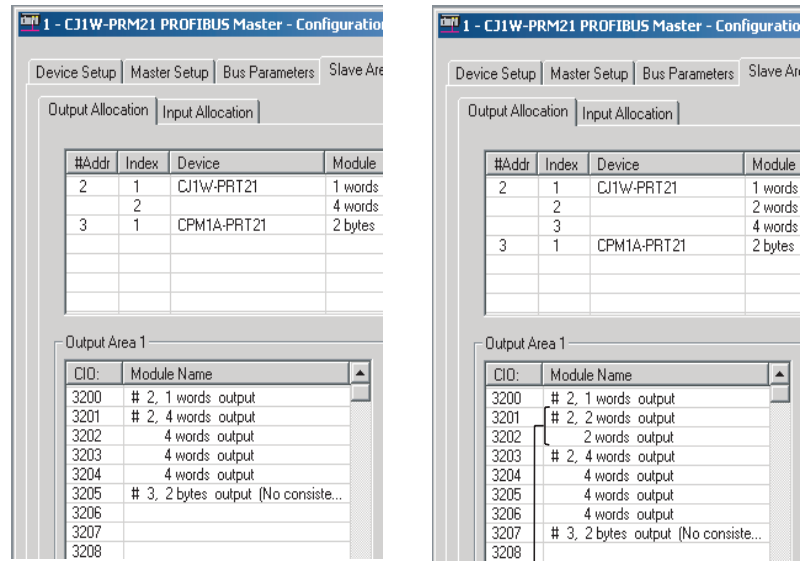 1 - CJ1W-PRM21 PROFIBUS Master - Configuration
Device Setup Master Setup Bus Parameters Slave Are
Output Allocation Input Allocation
#Addr Index Device Module
2 1 CJ1W-PRT21 1 words
2 4 words
3 1 CPM1A-PRT21 2 bytes
Output Area 1
CIO: Module Name
3200 # 2, 1 words output
3201 # 2, 4 words output
3202 4 words output
3203 4 words output
3204 4 words output
3205 # 3, 2 bytes output (No consiste...
3206
3207
3208
1 - CJ1W-PRM21 PROFIBUS Master - Configuratio
Device Setup Master Setup Bus Parameters Slave Are
Output Allocation Input Allocation
#Addr Index Device Module
2 1 CJ1W-PRT21 1 words
2 2 words
3 4 words
3 1 CPM1A-PRT21 2 bytes
Output Area 1
CIO: Module Name
3200 # 2, 1 words output
3201 # 2, 2 words output
3202 2 words output
3203 # 2, 4 words output
3204 4 words output
3205 4 words output
3206 4 words output
3207 # 3, 2 bytes output (No consiste...
3208